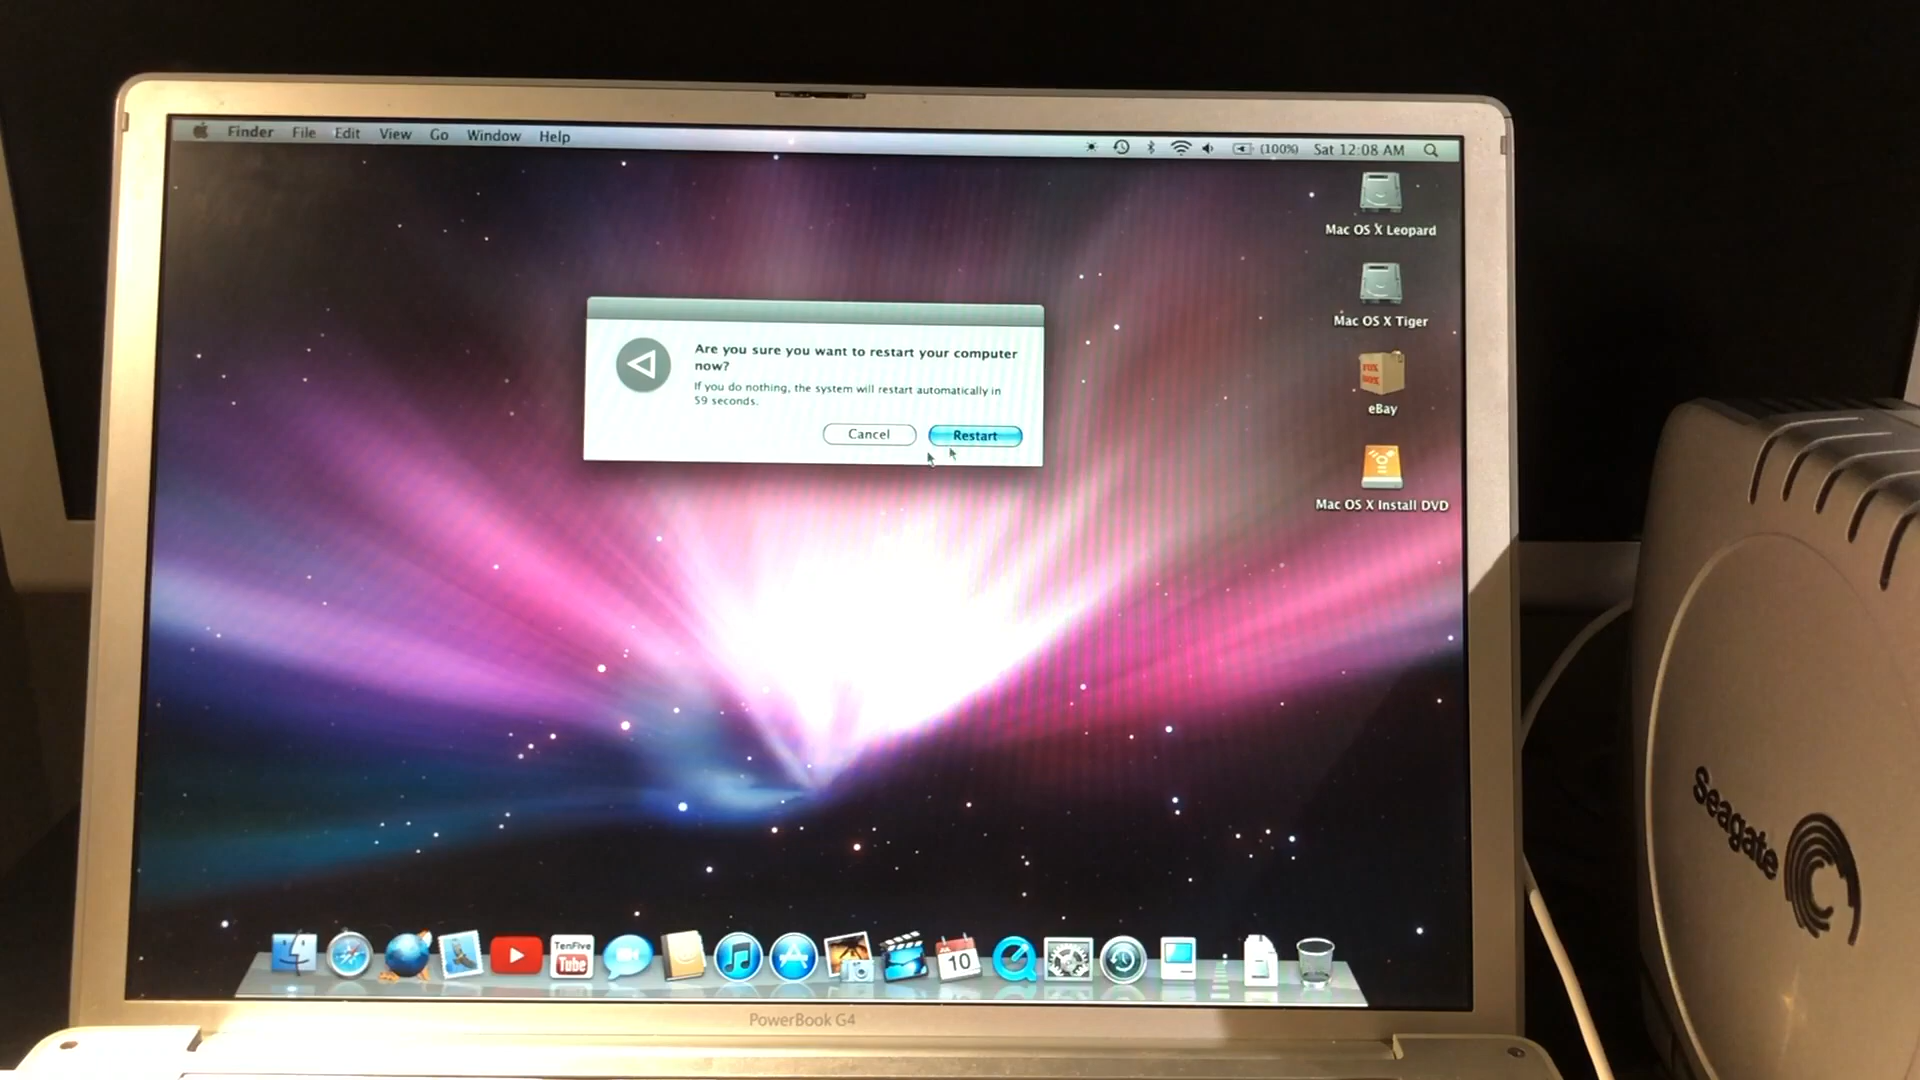 Finder File Edit View Go Window Help
(100%) Sat 12:08 AM
Mac OS X Leopard
Mac OS X Tiger
eBay
Mac OS X Install DVD
Are you sure you want to restart your computer
now?
If you do nothing, the system will restart automatically in
59 seconds.
Cancel Restart
TenFive
Tube
10
PowerBook G4
Seagate